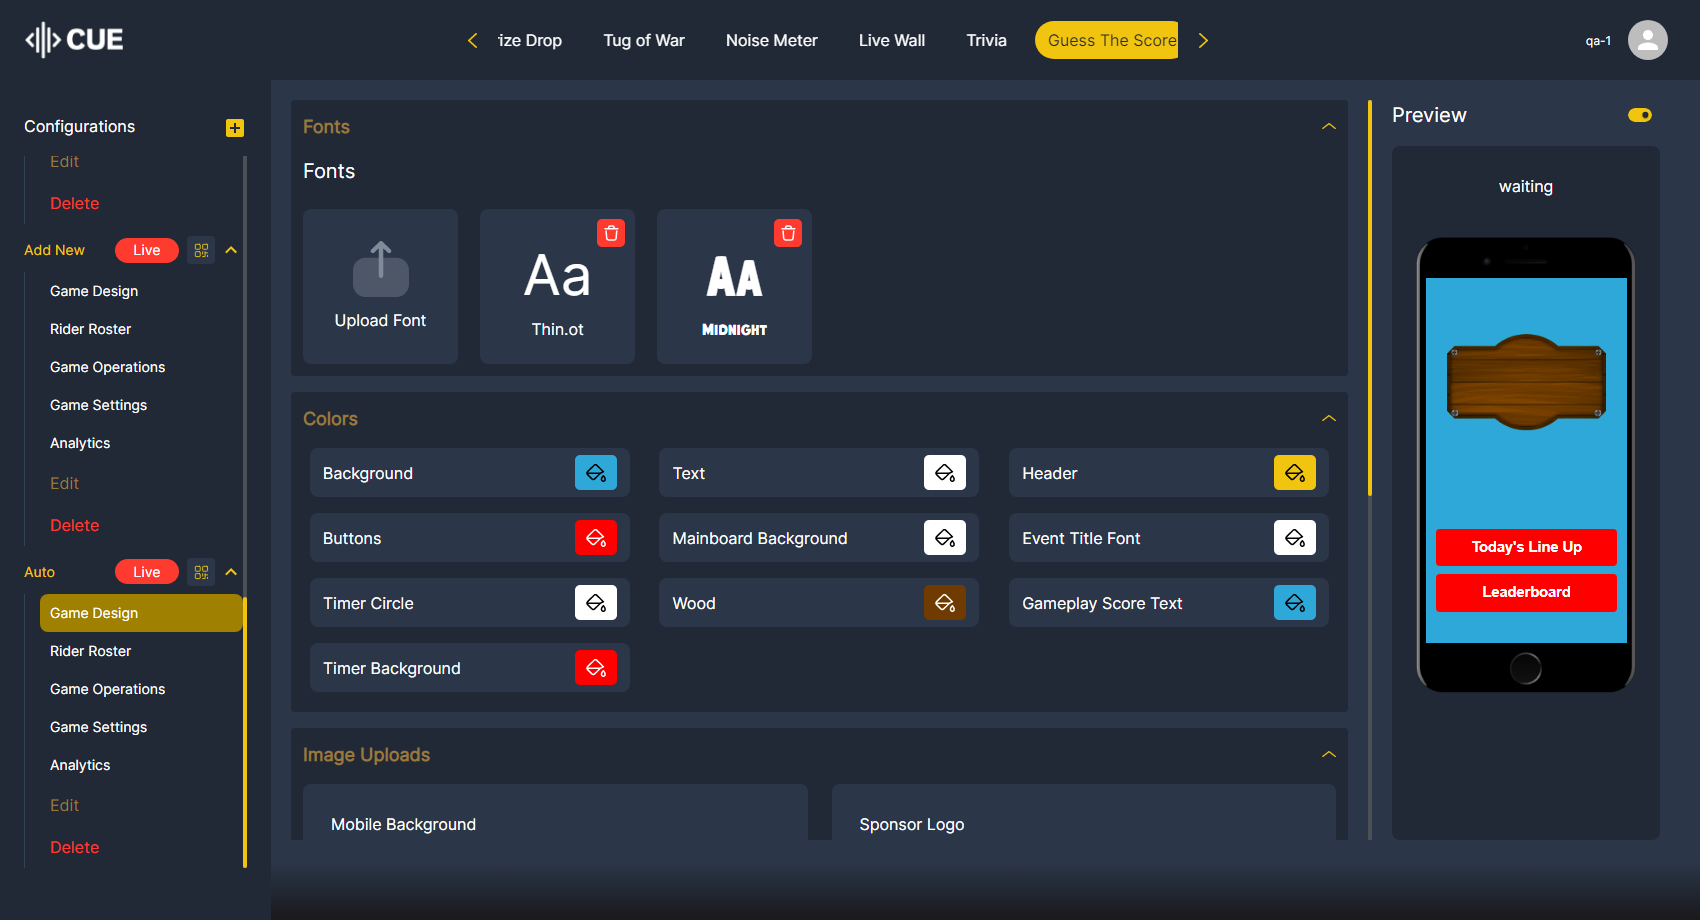 CUE
ize Drop
Tug of War
Noise Meter
Live Wall
Trivia
Guess The Score
qa-1
Configurations
Edit
Delete
Add New
Live
Game Design
Rider Roster
Game Operations
Game Settings
Analytics
Edit
Delete
Auto
Live
Game Design
Rider Roster
Game Operations
Game Settings
Analytics
Edit
Delete
Fonts
Fonts
Upload Font
Aa
Thin.ot
Aa
Midnight
Colors
Background
Text
Header
Buttons
Mainboard Background
Event Title Font
Timer Circle
Wood
Gameplay Score Text
Timer Background
Image Uploads
Mobile Background
Sponsor Logo
Preview
waiting
Today's Line Up
Leaderboard